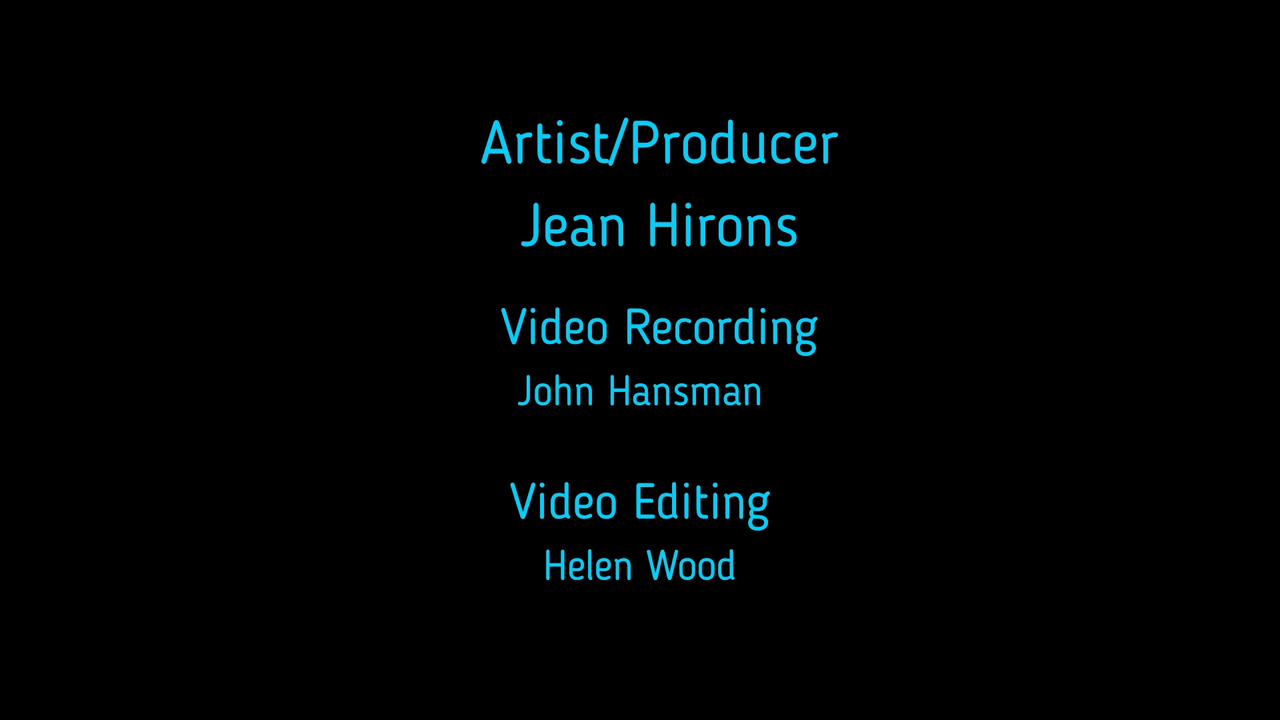 Artist/Producer
Jean Hirons
Video Recording
John Hansman
Video Editing
Helen Wood